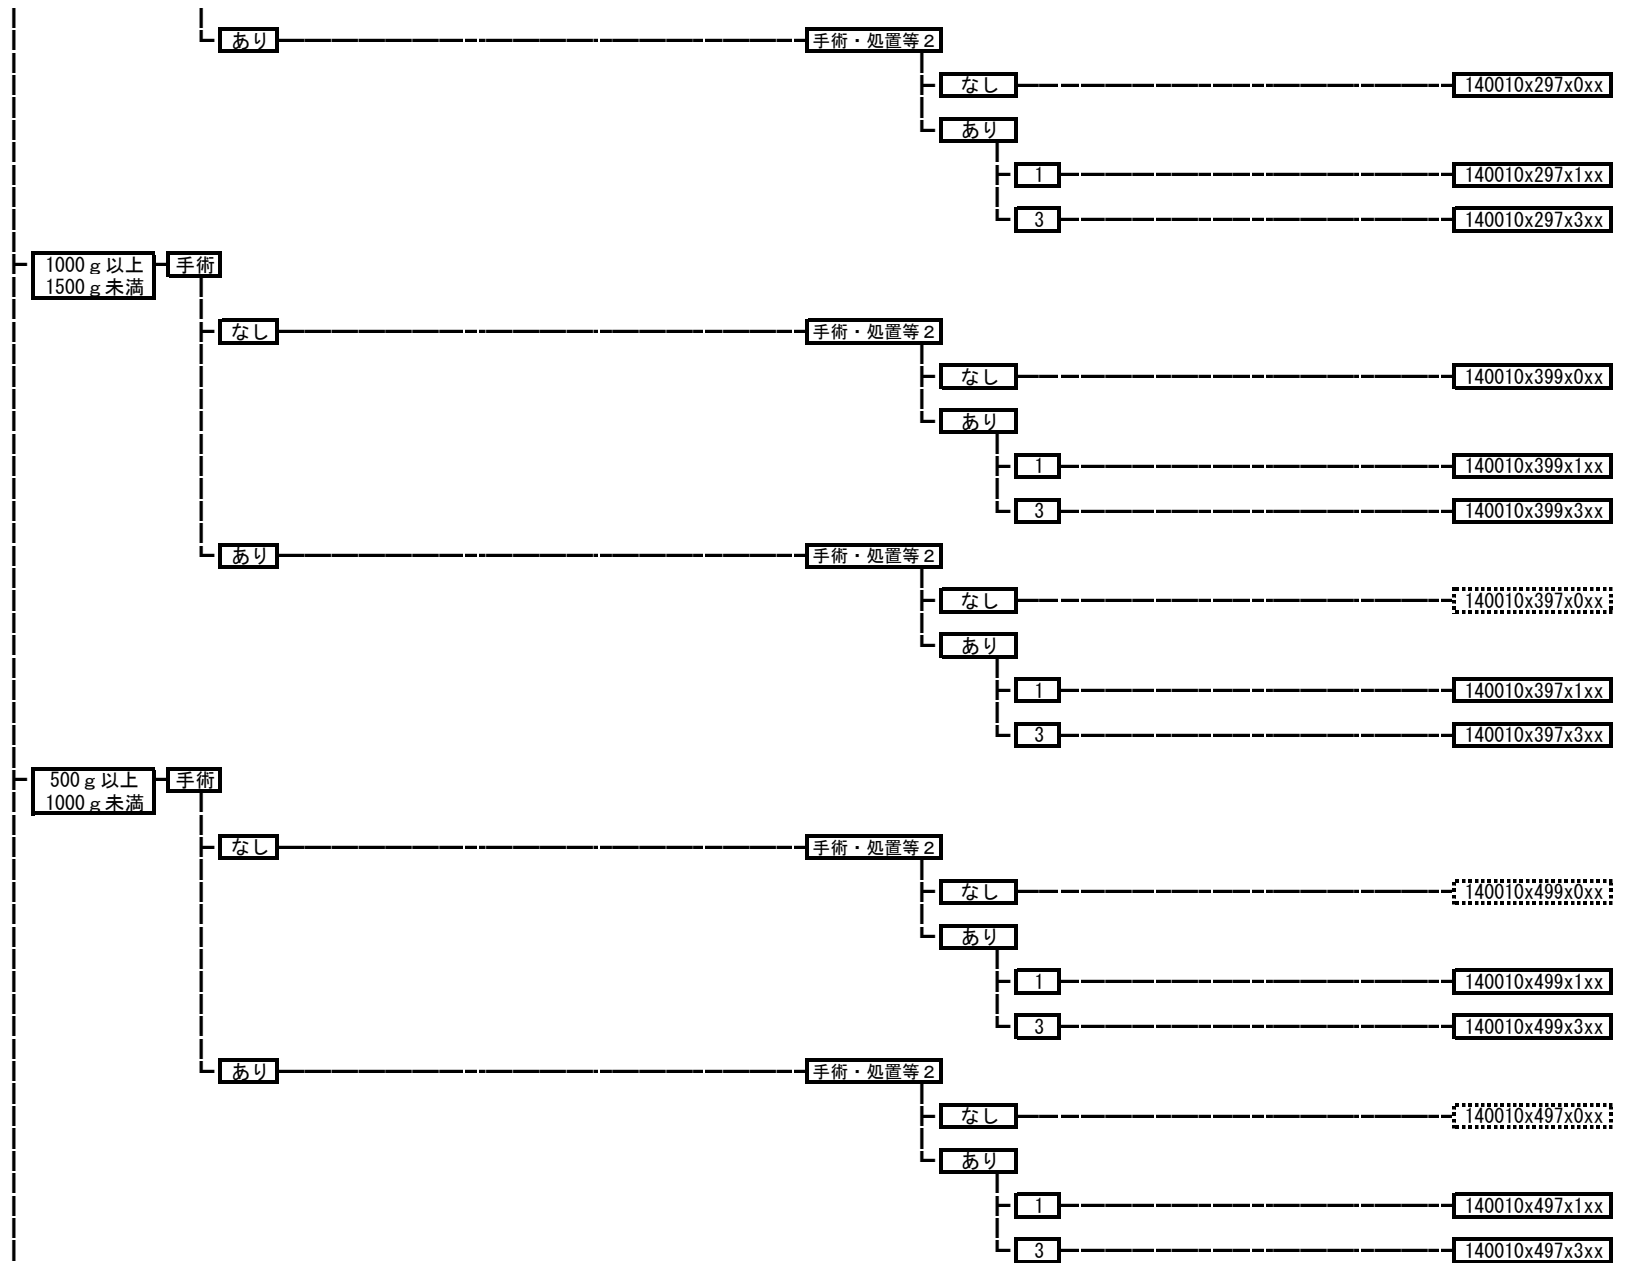 あり 手術・処置等２
なし 140010x297x0xx
あり
1 140010x297x1xx
3 140010x297x3xx
1000ｇ以上 手術
1500ｇ未満
なし 手術・処置等２
なし 140010x399x0xx
あり
1 140010x399x1xx
3 140010x399x3xx
あり 手術・処置等２
なし 140010x397x0xx
あり
1 140010x397x1xx
3 140010x397x3xx
500ｇ以上 手術
1000ｇ未満
なし 手術・処置等２
なし 140010x499x0xx
あり
1 140010x499x1xx
3 140010x499x3xx
あり 手術・処置等２
なし 140010x497x0xx
あり
1 140010x497x1xx
3 140010x497x3xx